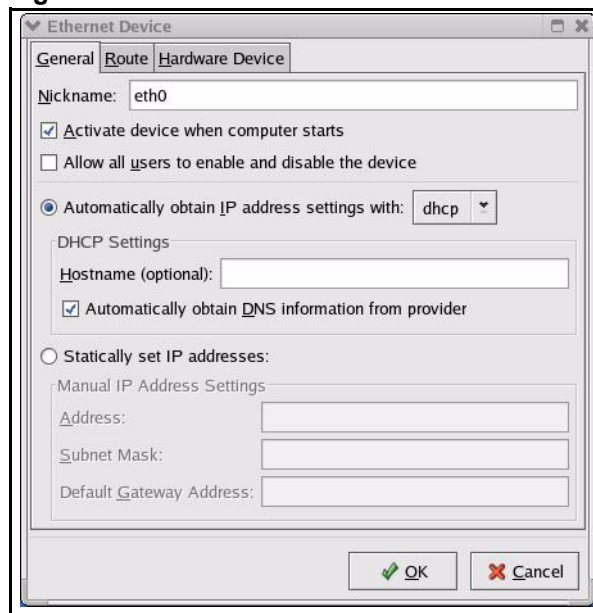 Ethernet Device
General Route Hardware Device
Nickname: eth0
Activate device when computer starts
Allow all users to enable and disable the device
Automatically obtain IP address settings with: dhcp
DHCP Settings
Hostname (optional):
Automatically obtain DNS information from provider
Statically set IP addresses:
Manual IP Address Settings
Address:
Subnet Mask:
Default Gateway Address:
OK Cancel